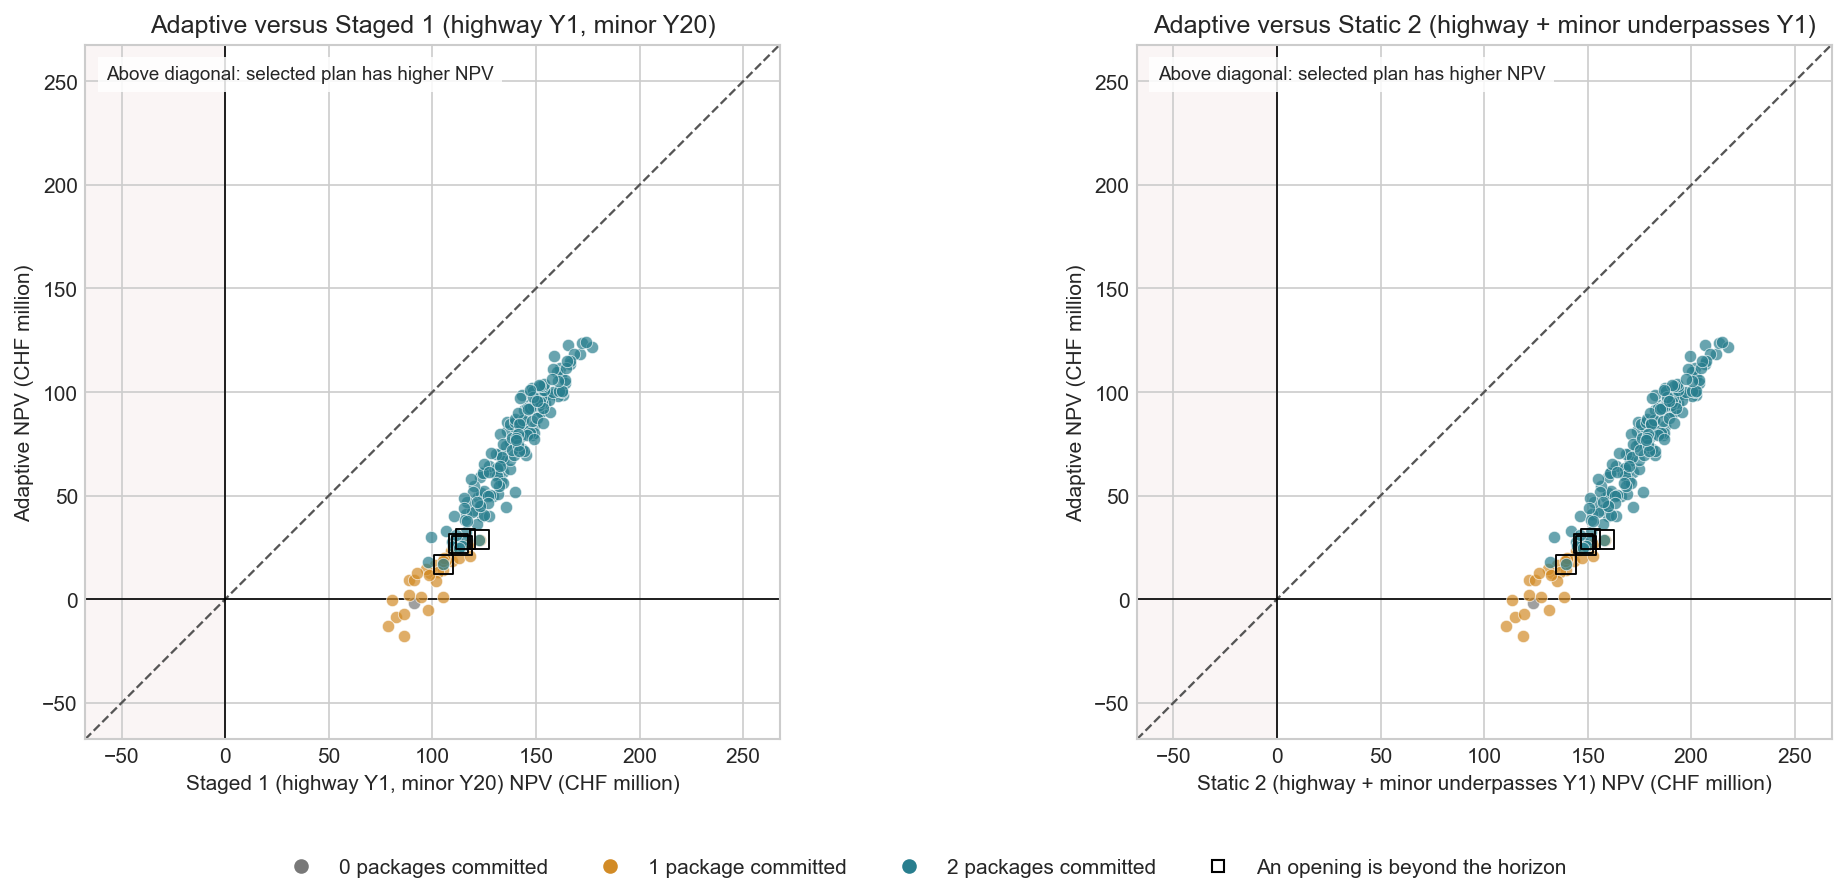 Adaptive versus Staged 1 (highway Y1, minor Y20)
Above diagonal: selected plan has higher NPV
250
200
150
100
50
0
−50
Adaptive NPV (CHF million)
−50 0 50 100 150 200 250
Staged 1 (highway Y1, minor Y20) NPV (CHF million)
Adaptive versus Static 2 (highway + minor underpasses Y1)
Above diagonal: selected plan has higher NPV
250
200
150
100
50
0
−50
Adaptive NPV (CHF million)
−50 0 50 100 150 200 250
Static 2 (highway + minor underpasses Y1) NPV (CHF million)
0 packages committed 1 package committed 2 packages committed An opening is beyond the horizon